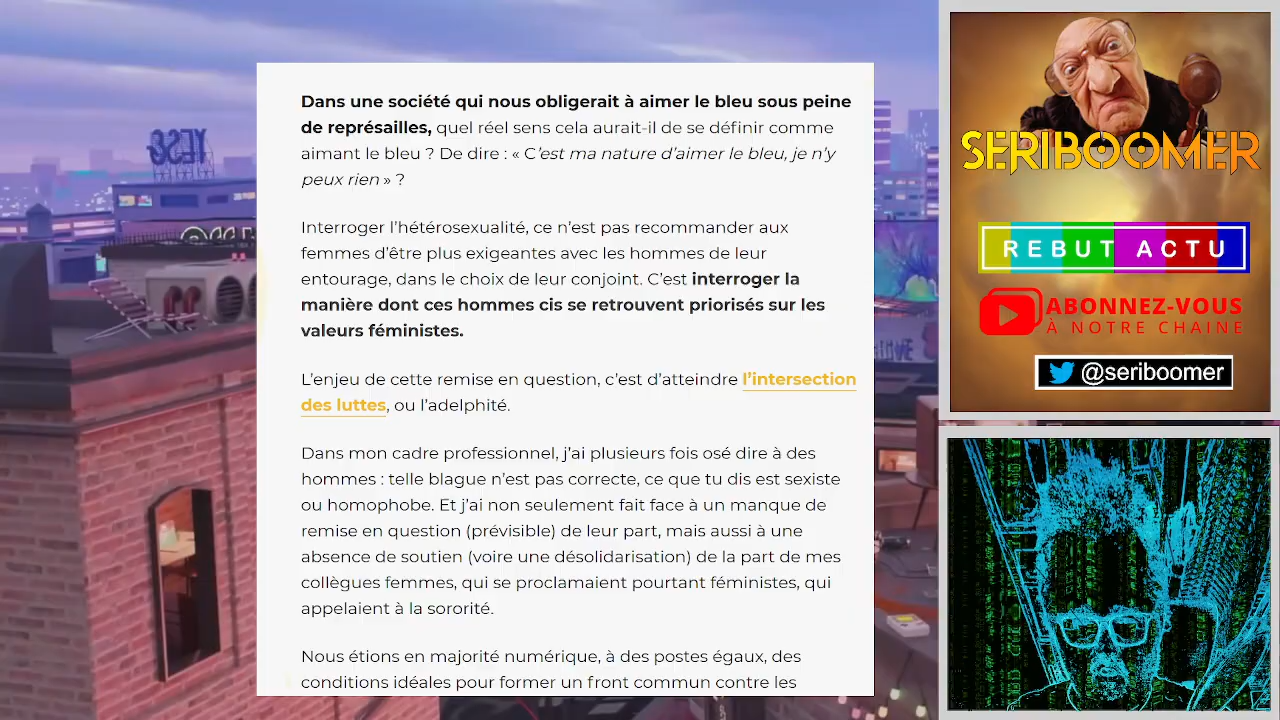 Dans une société qui nous obligerait à aimer le bleu sous peine
de représailles, quel réel sens cela aurait-il de se définir comme
aimant le bleu ? De dire : « C'est ma nature d'aimer le bleu, je n'y
peux rien » ?
Interroger l'hétérosexualité, ce n'est pas recommander aux
d'être plus exigeantes avec les hommes de leur
entourage, dans le choix de leur conjoint. C'est interroger la
manière dont ces hommes cis se retrouvent priorisés sur les
valeurs féministes.
L'enjeu de cette remise en question, c'est d'atteindre l'intersection
des luttes, ou l'adelphité.
Dans mon cadre professionnel, j'ai plusieurs fois osé dire à des
hommes : telle blague n'est pas correcte, ce que tu dis est sexiste
ou homophobe. Et j'ai non seulement fait face à un manque de
remise en question (prévisible) de leur part, mais aussi à une
absence de soutien (voire une désolidarisation) de la part de mes
collègues femmes, qui se proclamaient pourtant féministes, qui
appelaient à la sororité.
Nous étions en majorité numérique, à des postes égaux, des
conditions idéales pour former un front commun contre les
SERIBOOMER
REBUT ACTU
ABONNEZ-VOUS
À NOTRE CHAINE
@seriboomer